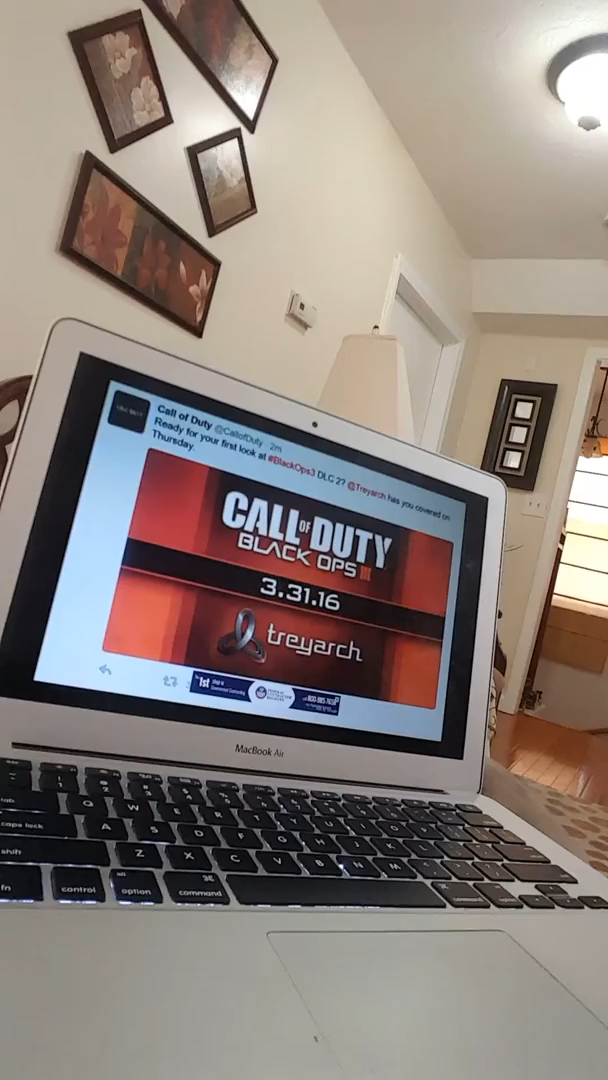 Call of Duty @CallofDuty · 2m
Ready for your first look at #BlackOps3 DLC 2? @Treyarch has you covered on
Thursday.
CALL OF DUTY
BLACK OPS III
3.31.16
treyarch
1st
MacBook Air
Q W E R T Y U I O P
caps lock A S D F G H J K L
shift Z X C V B N M
fn control alt option ⌘ command